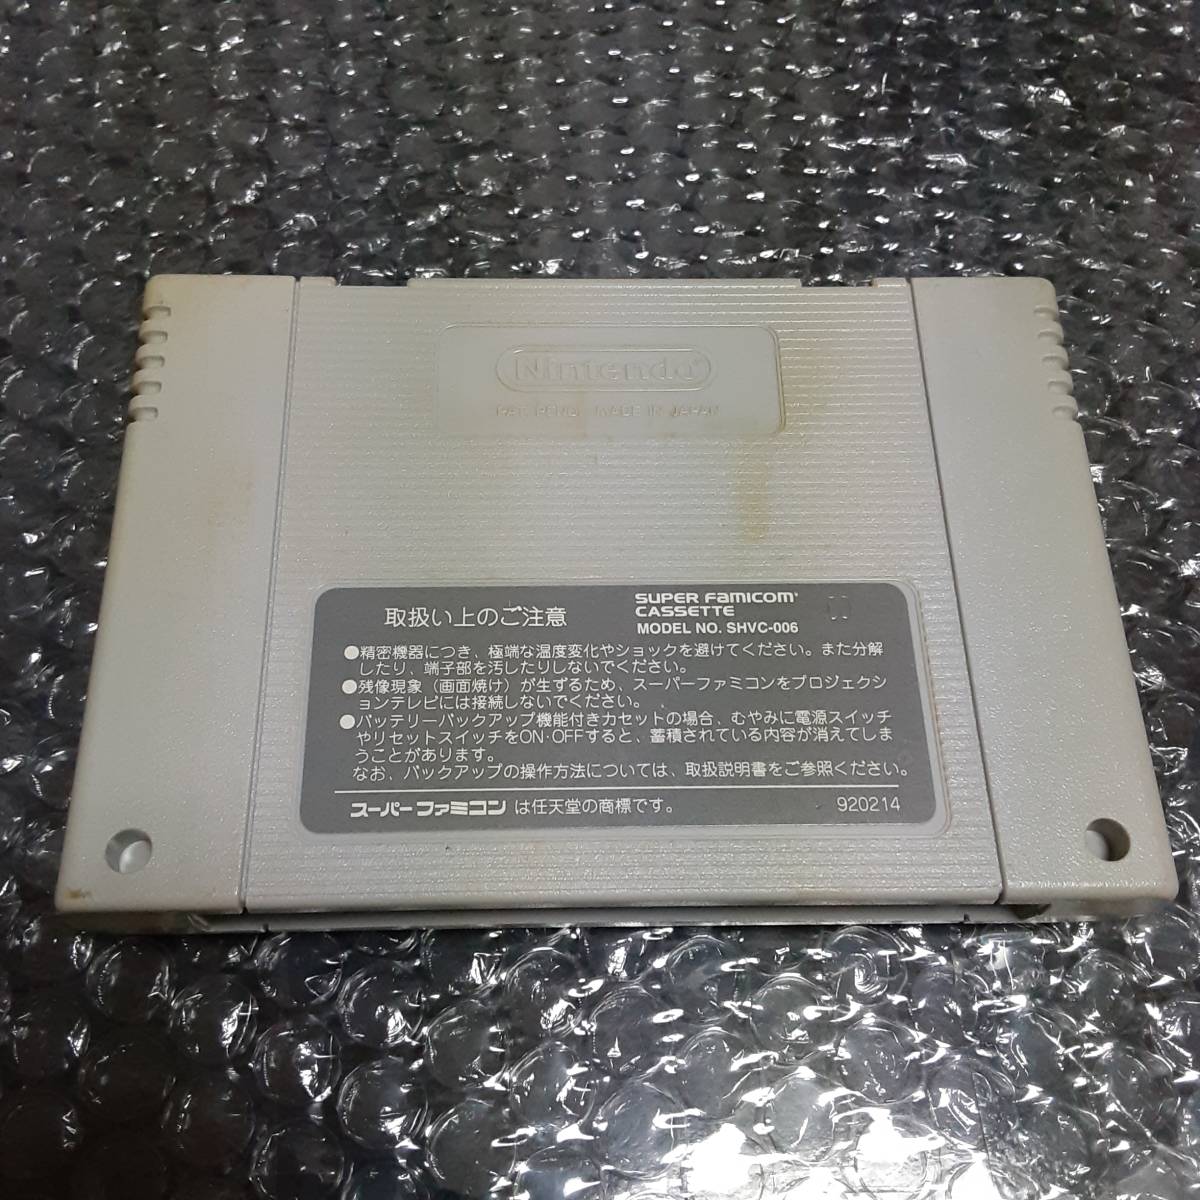 Nintendo®
PAT. PEND. MADE IN JAPAN
取扱い上のご注意
SUPER FAMICOM
CASSETTE
MODEL NO. SHVC-006
●精密機器につき、極端な温度変化やショックを避けてください。また分解
したり、端子部を汚したりしないでください。
●残像現象（画面焼け）が生ずるため、スーパーファミコンをプロジェクシ
ョンテレビには接続しないでください。
●バッテリーバックアップ機能付きカセットの場合、むやみに電源スイッチ
やリセットスイッチをON・OFFすると、蓄積されている内容が消えてしま
うことがあります。
なお、バックアップの操作方法については、取扱説明書をご参照ください。
スーパーファミコンは任天堂の商標です。 920214